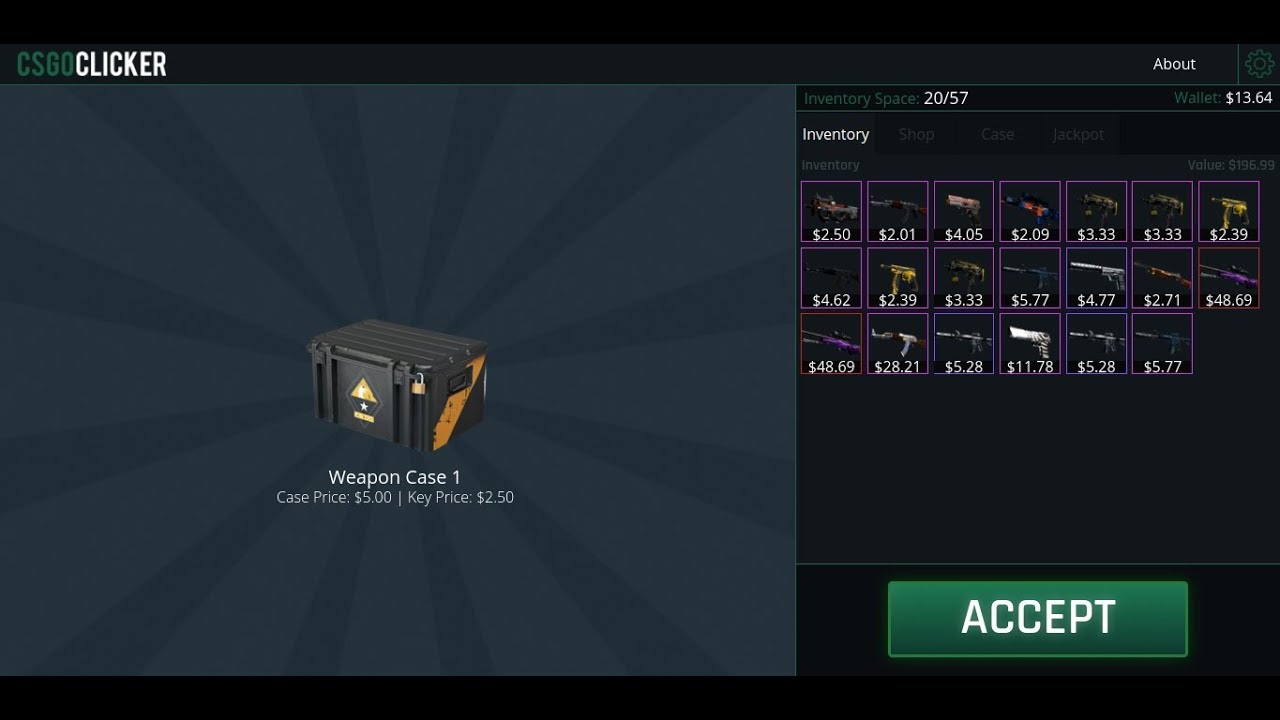 CSGOCLICKER
About
Inventory Space: 20/57
Wallet: $13.64
Inventory Shop Case Jackpot
Inventory
Value: $196.99
$2.50 $2.01 $4.05 $2.09 $3.33 $3.33 $2.39
$4.62 $2.39 $3.33 $5.77 $4.77 $2.71 $48.69
$48.69 $28.21 $5.28 $11.78 $5.28 $5.77
Weapon Case 1
Case Price: $5.00 | Key Price: $2.50
ACCEPT